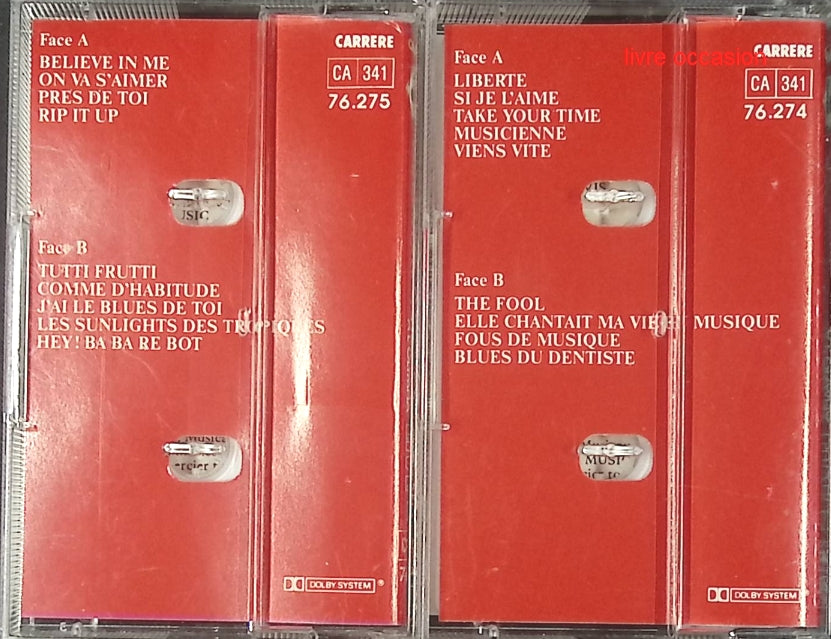 Face A
BELIEVE IN ME
ON VA S'AIMER
PRES DE TOI
RIP IT UP
CARRERE
CA 341
76.275
USIC
Face B
TUTTI FRUTTI
COMME D'HABITUDE
J'AI LE BLUES DE TOI
LES SUNLIGHTS DES TROPIQUES
HEY! BA BA RE BOT
DOLBY SYSTEM ®
livre occasion
Face A
LIBERTE
SI JE L'AIME
TAKE YOUR TIME
MUSICIENNE
VIENS VITE
CARRERE
CA 341
76.274
Face B
THE FOOL
ELLE CHANTAIT MA VIE EN MUSIQUE
FOUS DE MUSIQUE
BLUES DU DENTISTE
DOLBY SYSTEM ®